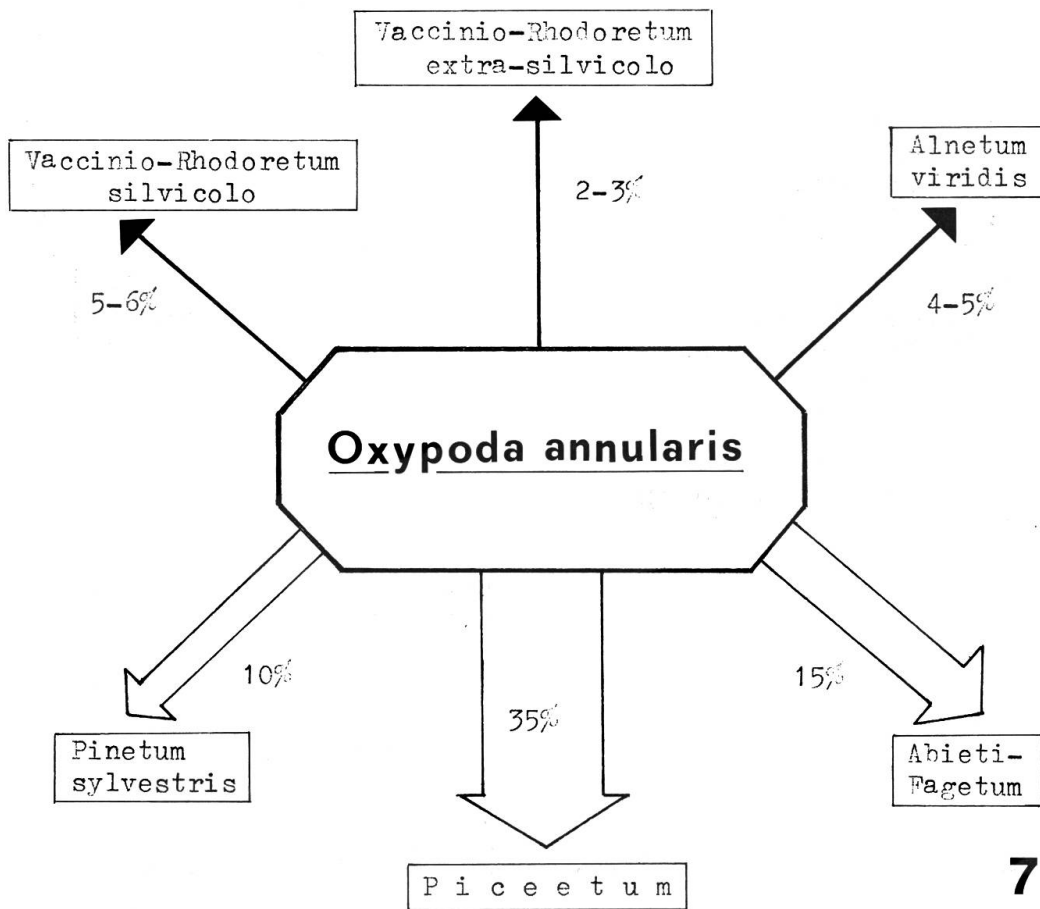 Vaccinio-Rhodoretum
extra-silvicolo
Vaccinio-Rhodoretum
silvicolo
Alnetum
viridis
2-3%
5-6%
4-5%
Oxypoda annularis
10%
35%
15%
Pinetum
sylvestris
Abieti-
Fagetum
Piceetum
7